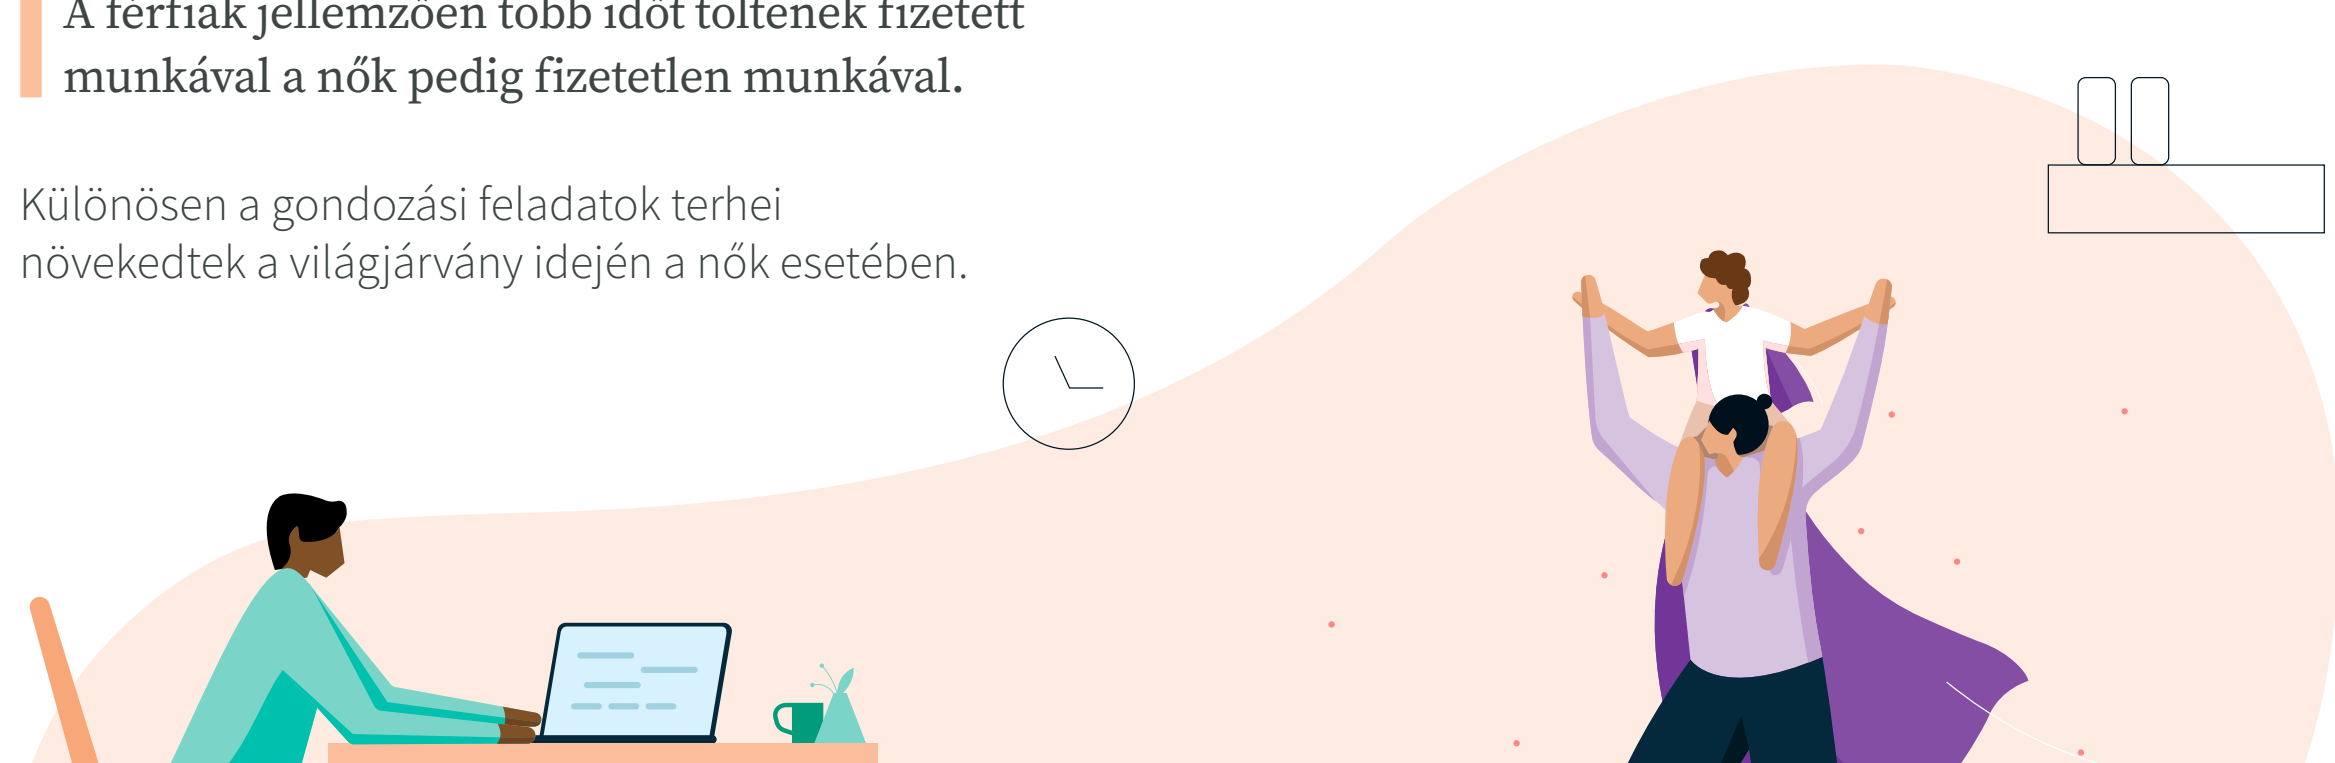 A férfiak jellemzően több időt töltenek fizetett
munkával a nők pedig fizetetlen munkával.
Különösen a gondozási feladatok terhei
növekedtek a világjárvány idején a nők esetében.